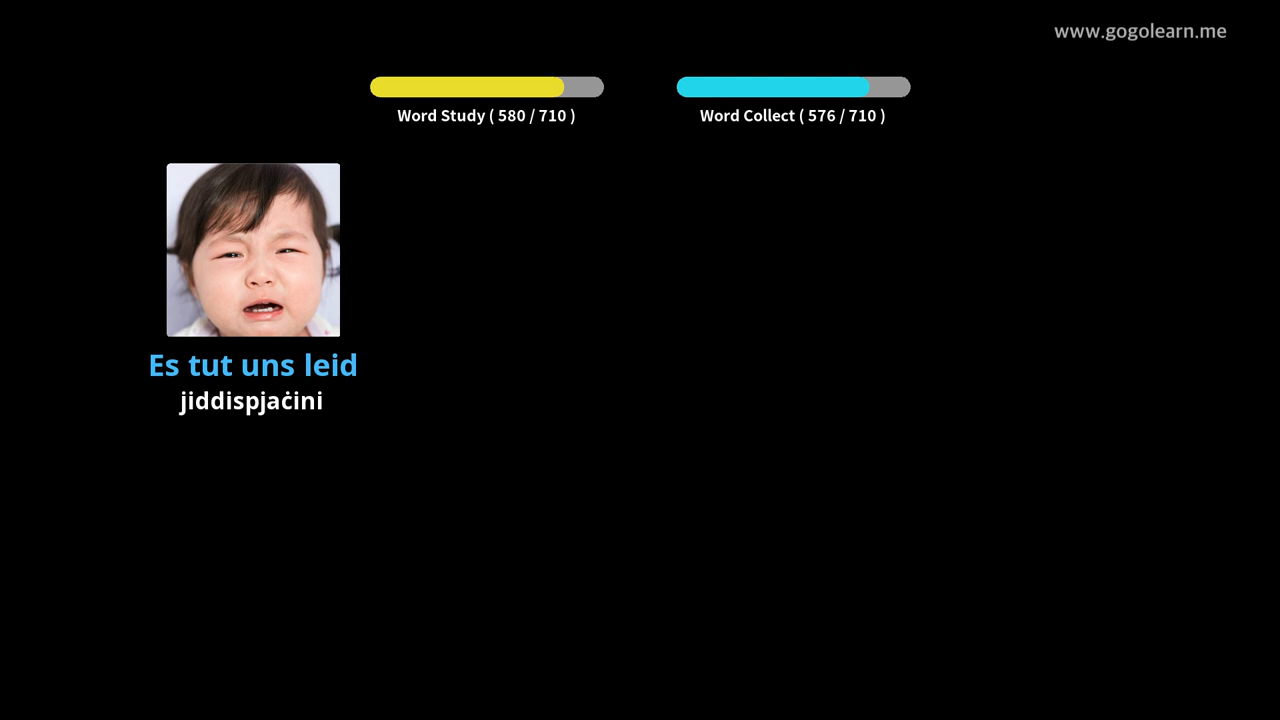 www.gogolearn.me
Word Study ( 580 / 710 )
Word Collect ( 576 / 710 )
Es tut uns leid
jiddispjaċini